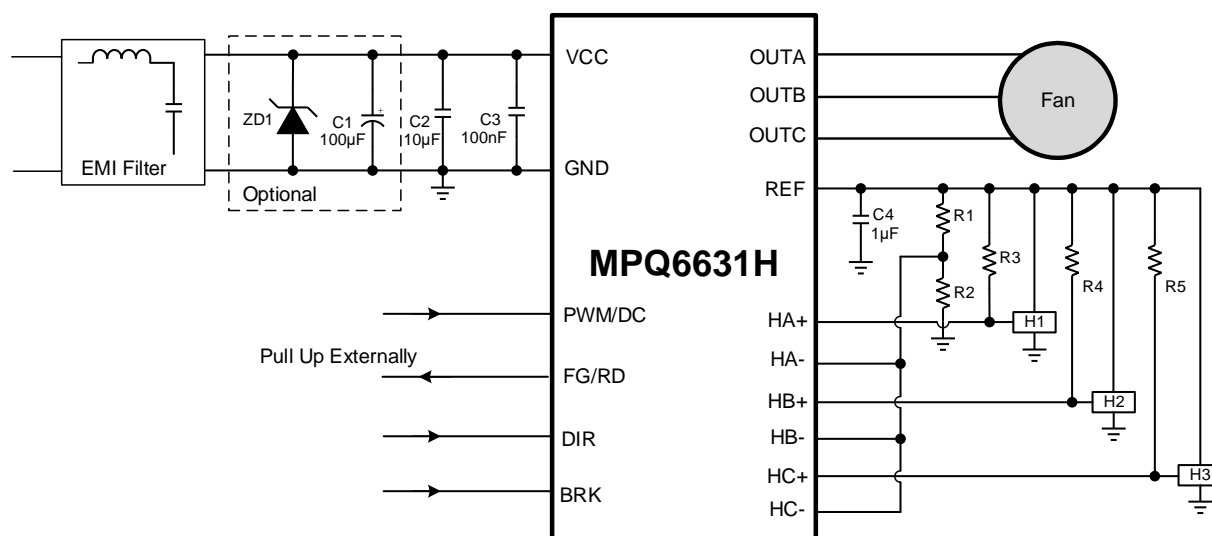 EMI Filter
ZD1
C1
100µF
+
C2
10µF
C3
100nF
Optional
VCC
GND
PWM/DC
Pull Up Externally
FG/RD
DIR
BRK
MPQ6631H
OUTA
OUTB
OUTC
Fan
REF
C4
1µF
R1
R2
R3
R4
R5
HA+
H1
HA-
HB+
H2
HB-
HC+
H3
HC-